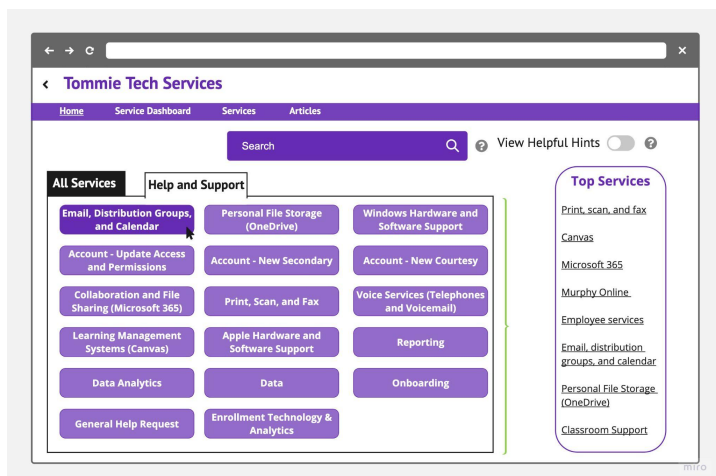 Tommie Tech Services
Home Service Dashboard Services Articles
Search
View Helpful Hints
All Services
Help and Support
Email, Distribution Groups,
and Calendar
Personal File Storage
(OneDrive)
Windows Hardware and
Software Support
Account - Update Access
and Permissions
Account - New Secondary
Account - New Courtesy
Collaboration and File
Sharing (Microsoft 365)
Print, Scan, and Fax
Voice Services (Telephones
and Voicemail)
Learning Management
Systems (Canvas)
Apple Hardware and
Software Support
Reporting
Data Analytics
Data
Onboarding
General Help Request
Enrollment Technology &
Analytics
Top Services
Print, scan, and fax
Canvas
Microsoft 365
Murphy Online
Employee services
Email, distribution
groups, and calendar
Personal File Storage
(OneDrive)
Classroom Support
miro